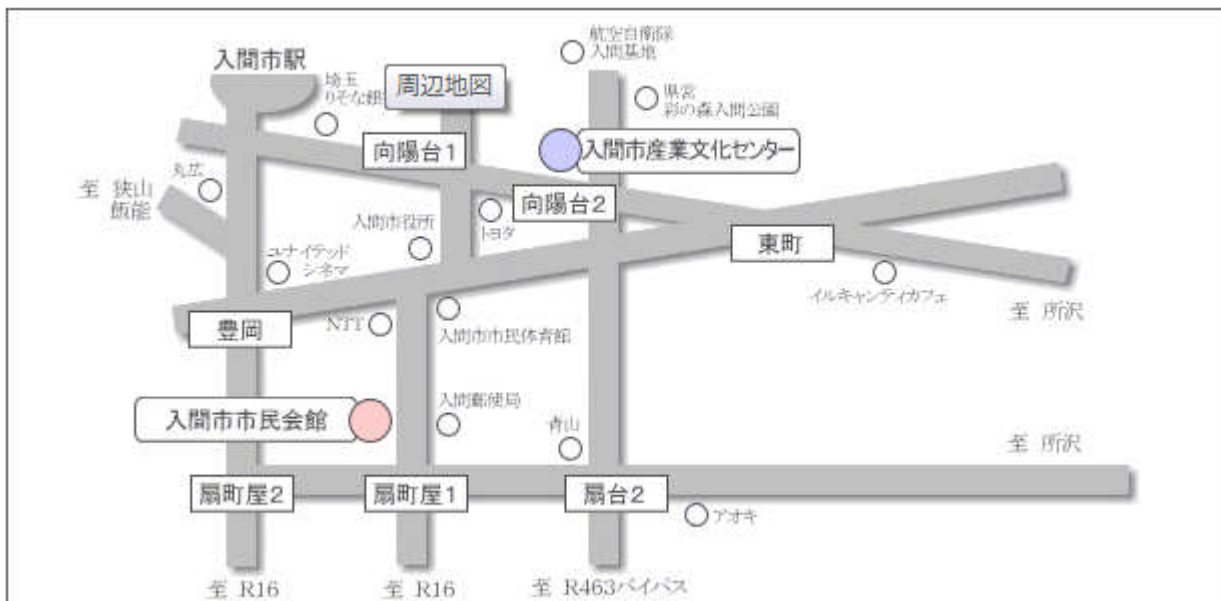 航空自衛隊
入間基地
入間市駅
埼玉
りそな銀
周辺地図
県営
彩の森入間公園
向陽台1
入間市産業文化センター
丸広
至 狭山
飯能
向陽台2
入間市役所
トヨタ
東町
ユナイテッド
シネマ
イルキャンティカフェ
至 所沢
豊岡
NTT
入間市市民体育館
入間市市民会館
入間郵便局
青山
至 所沢
扇町屋2
扇町屋1
扇台2
アオキ
至 R16
至 R16
至 R463バイパス